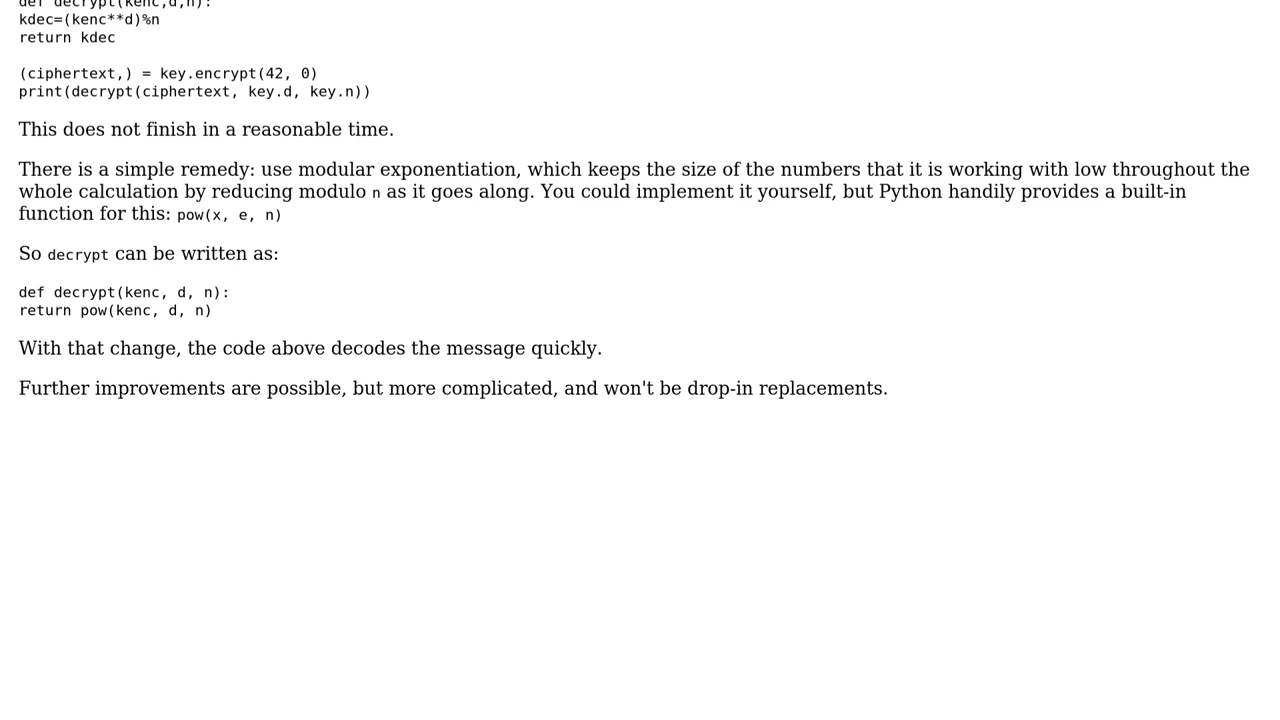 def decrypt(kenc,d,n):
kdec=(kenc**d)%n
return kdec
(ciphertext,) = key.encrypt(42, 0)
print(decrypt(ciphertext, key.d, key.n))
This does not finish in a reasonable time.
There is a simple remedy: use modular exponentiation, which keeps the size of the numbers that it is working with low throughout the
whole calculation by reducing modulo n as it goes along. You could implement it yourself, but Python handily provides a built-in
function for this: pow(x, e, n)
So decrypt can be written as:
def decrypt(kenc, d, n):
return pow(kenc, d, n)
With that change, the code above decodes the message quickly.
Further improvements are possible, but more complicated, and won't be drop-in replacements.